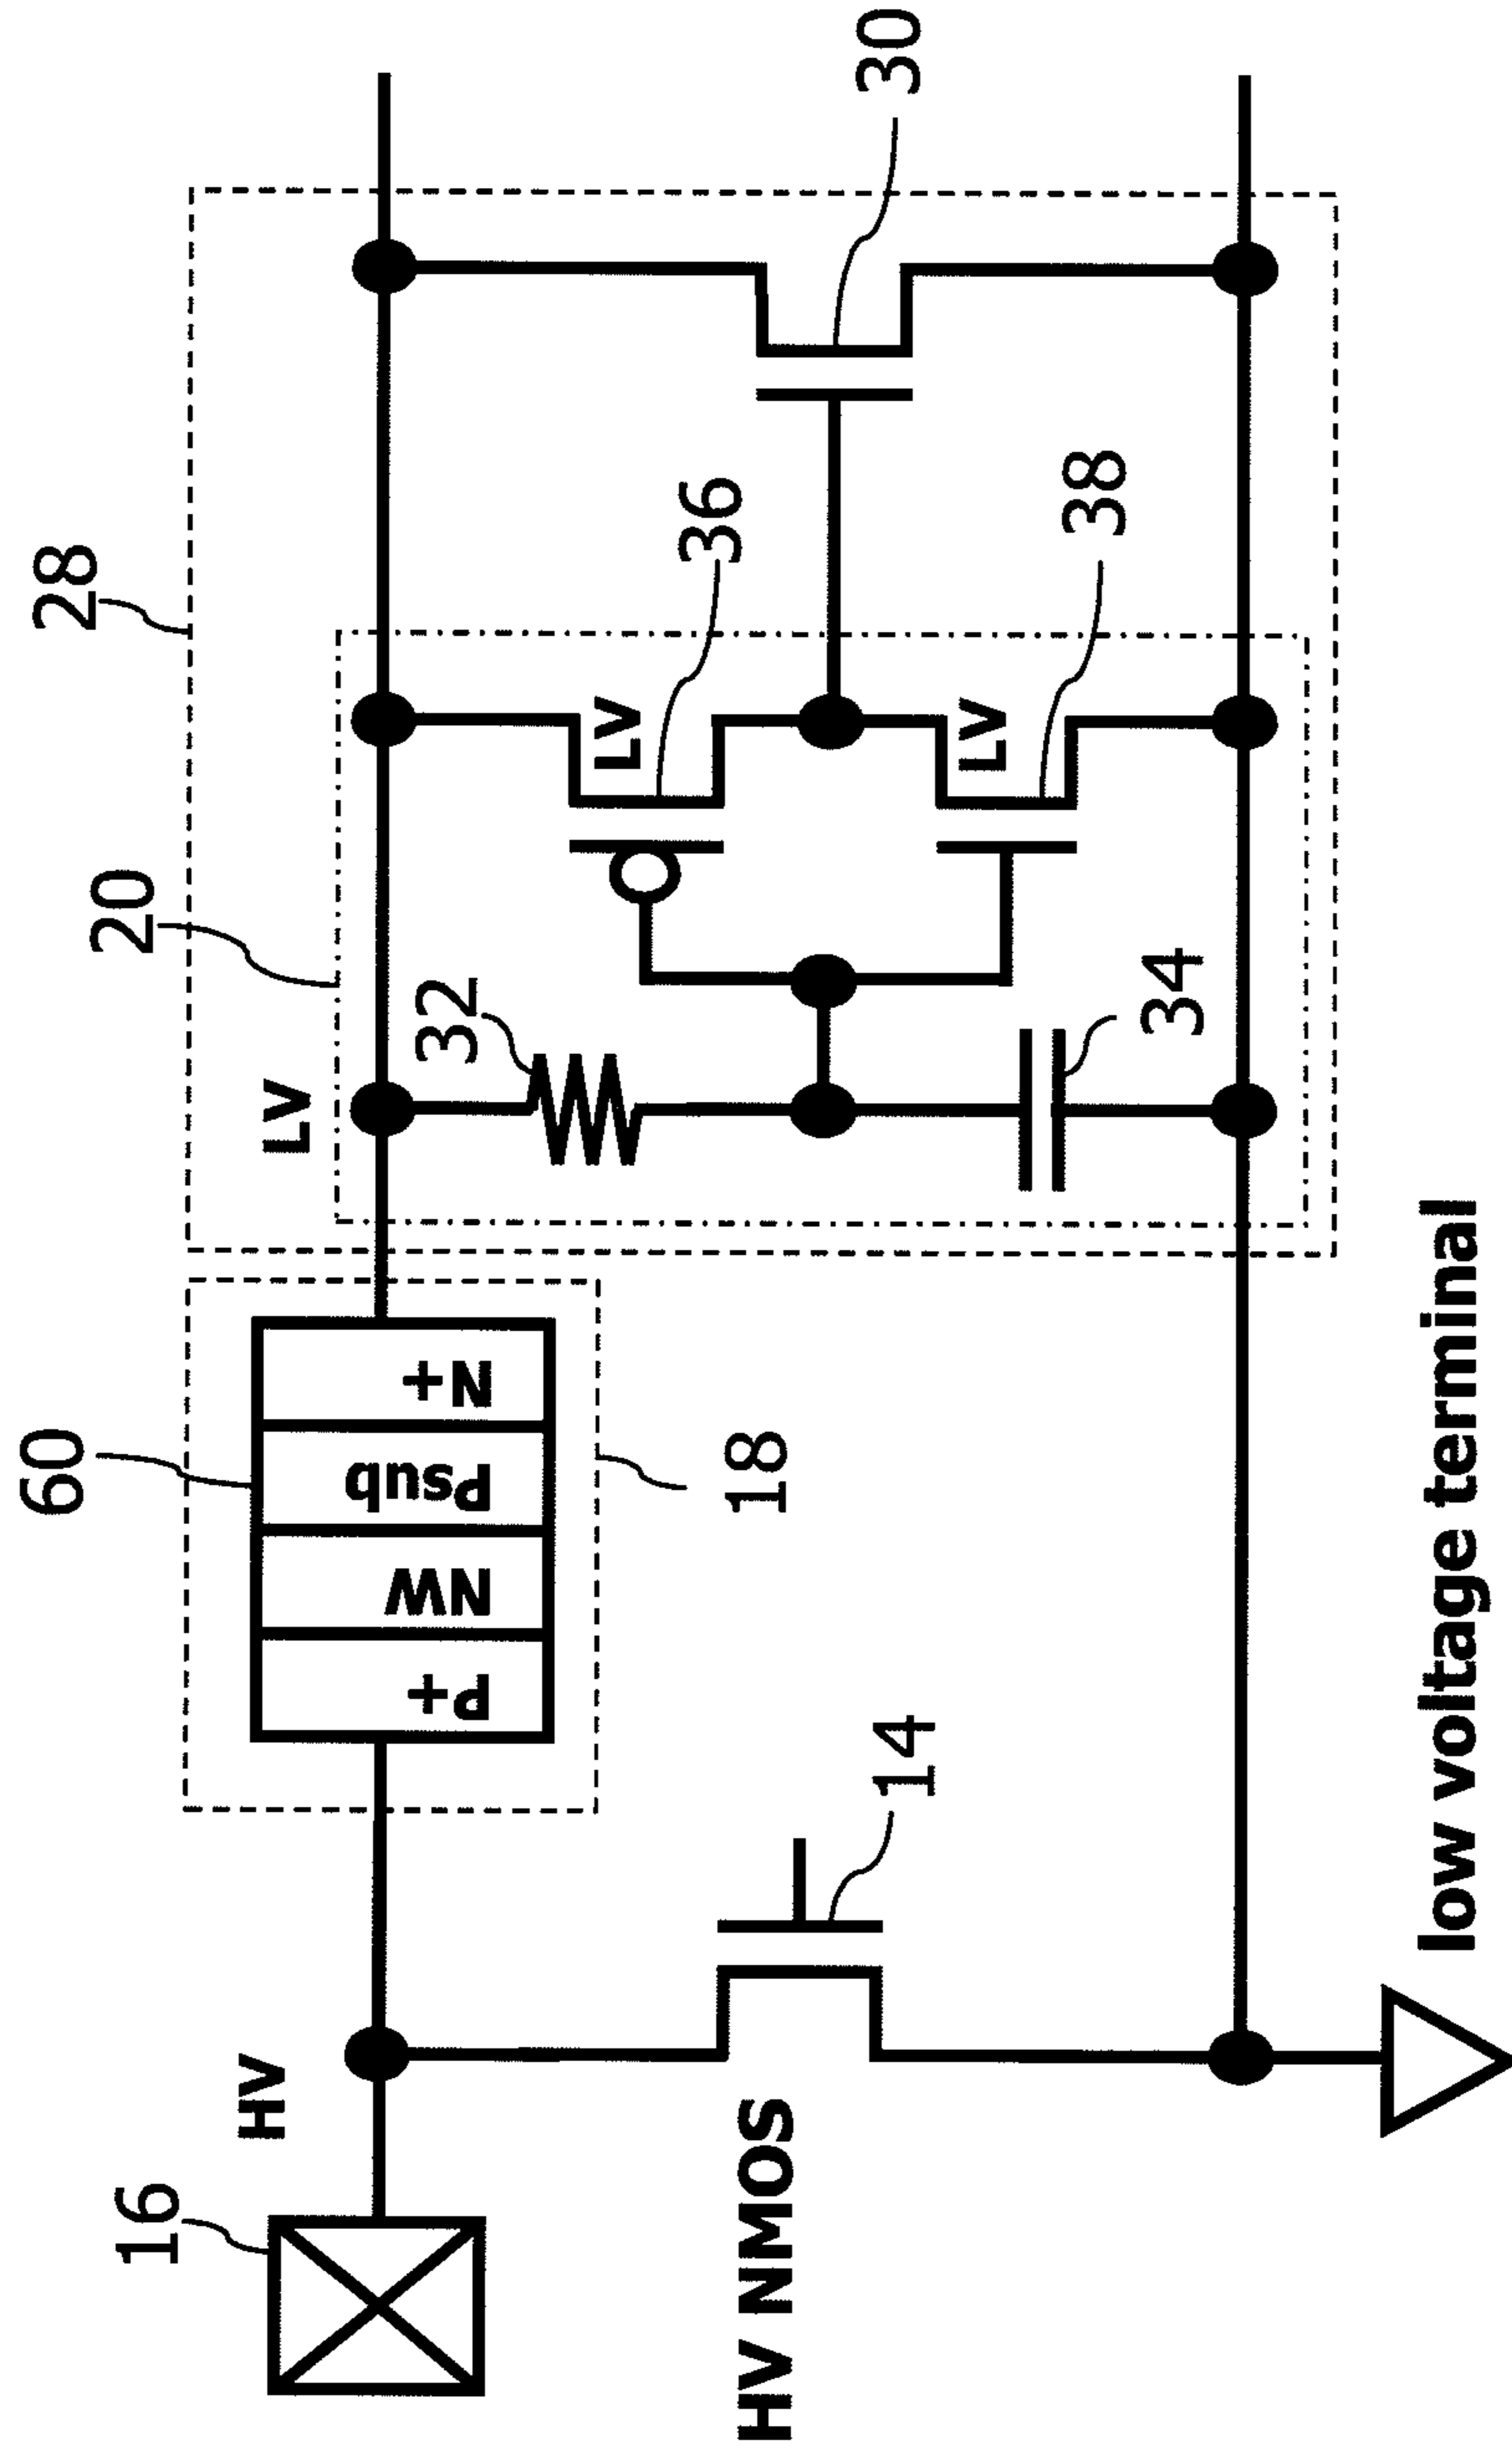 16
HV
60
P+
NW
Psub
N+
18
LV
20
28
32
34
36
LV
38
LV
30
14
HV NMOS
low voltage terminal